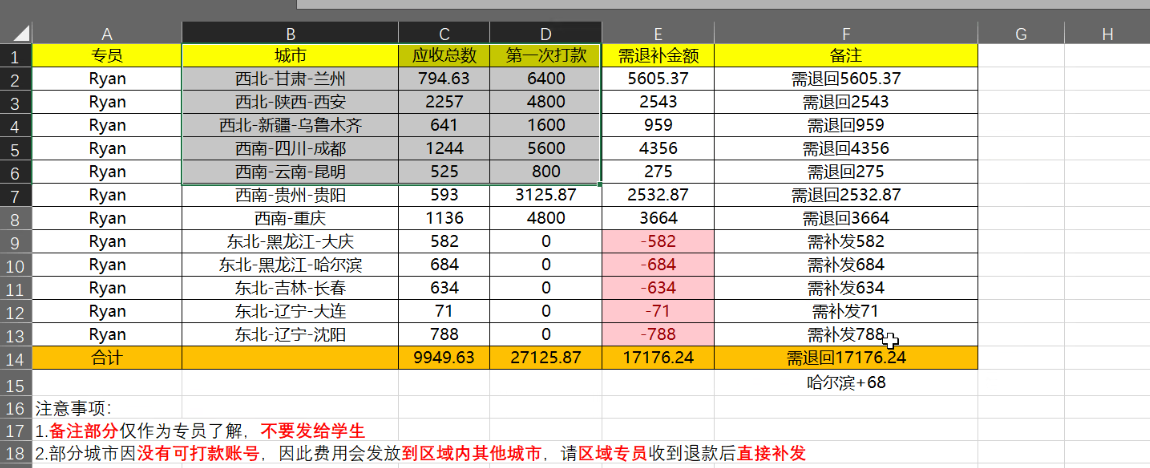 A B C D E F G H
1 专员 城市 应收总数 第一次打款 需退补金额 备注
2 Ryan 西北-甘肃-兰州 794.63 6400 5605.37 需退回5605.37
3 Ryan 西北-陕西-西安 2257 4800 2543 需退回2543
4 Ryan 西北-新疆-乌鲁木齐 641 1600 959 需退回959
5 Ryan 西南-四川-成都 1244 5600 4356 需退回4356
6 Ryan 西南-云南-昆明 525 800 275 需退回275
7 Ryan 西南-贵州-贵阳 593 3125.87 2532.87 需退回2532.87
8 Ryan 西南-重庆 1136 4800 3664 需退回3664
9 Ryan 东北-黑龙江-大庆 582 0 -582 需补发582
10 Ryan 东北-黑龙江-哈尔滨 684 0 -684 需补发684
11 Ryan 东北-吉林-长春 634 0 -634 需补发634
12 Ryan 东北-辽宁-大连 71 0 -71 需补发71
13 Ryan 东北-辽宁-沈阳 788 0 -788 需补发788
14 合计 9949.63 27125.87 17176.24 需退回17176.24
15 哈尔滨+68
16 注意事项：
17 1.备注部分仅作为专员了解，不要发给学生
18 2.部分城市因没有可打款账号，因此费用会发放到区域内其他城市，请区域专员收到退款后直接补发